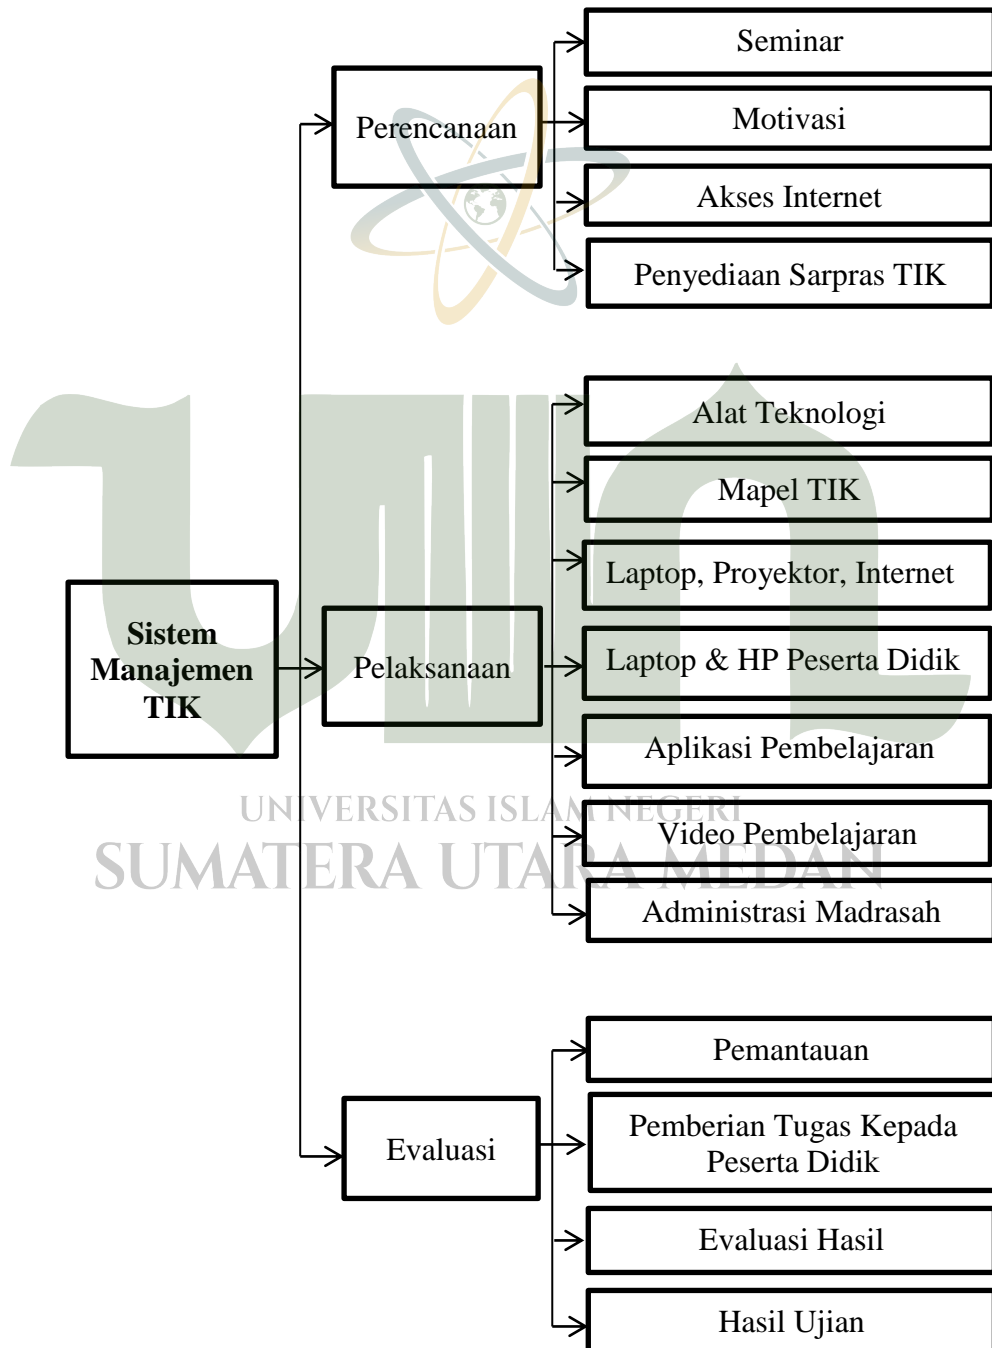 Sistem
Manajemen
TIK
Perencanaan
Seminar
Motivasi
Akses Internet
Penyediaan Sarpras TIK
Pelaksanaan
Alat Teknologi
Mapel TIK
Laptop, Proyektor, Internet
Laptop & HP Peserta Didik
Aplikasi Pembelajaran
Video Pembelajaran
Administrasi Madrasah
Evaluasi
Pemantauan
Pemberian Tugas Kepada
Peserta Didik
Evaluasi Hasil
Hasil Ujian
UIN
UNIVERSITAS ISLAM NEGERI
SUMATERA UTARA MEDAN